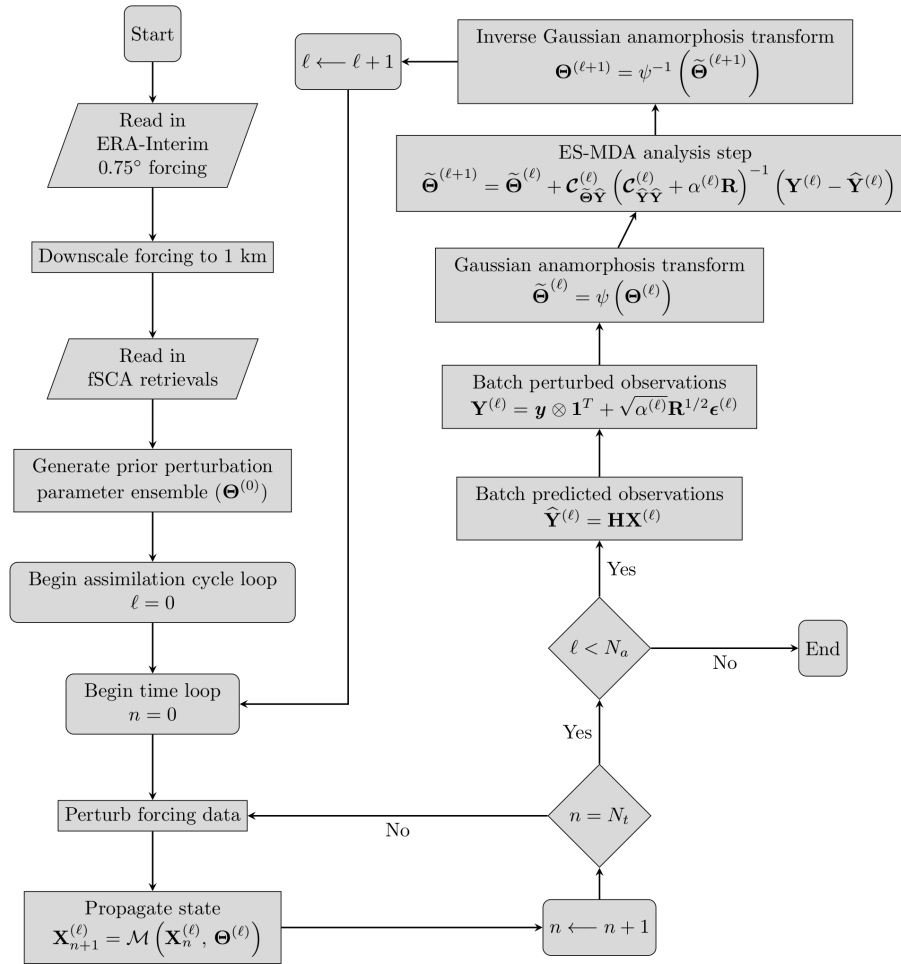 Start
Read in
ERA-Interim
0.75° forcing
Downscale forcing to 1 km
Read in
fSCA retrievals
Generate prior perturbation
parameter ensemble (Θ⁽⁰⁾)
Begin assimilation cycle loop
ℓ = 0
Begin time loop
n = 0
Perturb forcing data
Propagate state
X_{n+1}^{(ℓ)} = ℳ (X_n^{(ℓ)}, Θ^{(ℓ)})
n ⟵ n + 1
n = N_t
No
Yes
ℓ < N_a
No
End
Yes
Batch predicted observations
Ŷ^{(ℓ)} = HX^{(ℓ)}
Batch perturbed observations
Y^{(ℓ)} = y ⊗ 1^T + √α^{(ℓ)} R^{1/2} ϵ^{(ℓ)}
Gaussian anamorphosis transform
Θ̃^{(ℓ)} = ψ (Θ^{(ℓ)})
ES-MDA analysis step
Θ̃^{(ℓ+1)} = Θ̃^{(ℓ)} + C_{Θ̃Ŷ}^{(ℓ)} (C_{ŶŶ}^{(ℓ)} + α^{(ℓ)} R)^{-1} (Y^{(ℓ)} − Ŷ^{(ℓ)})
Inverse Gaussian anamorphosis transform
Θ^{(ℓ+1)} = ψ^{-1} (Θ̃^{(ℓ+1)})
ℓ ⟵ ℓ + 1